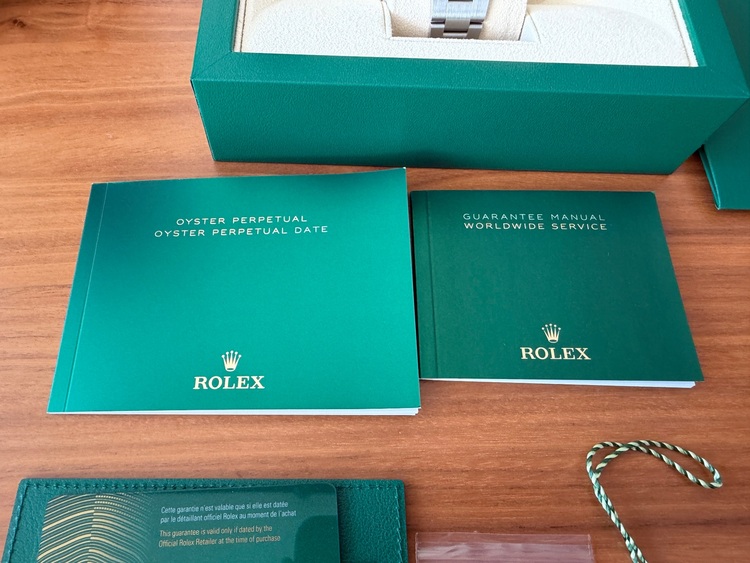 OYSTER PERPETUAL
OYSTER PERPETUAL DATE
ROLEX
GUARANTEE MANUAL
WORLDWIDE SERVICE
ROLEX
Cette garantie n'est valable que si elle est datée
par le détaillant officiel Rolex au moment de l'achat
This guarantee is valid only if dated by the
Official Rolex Retailer at the time of purchase